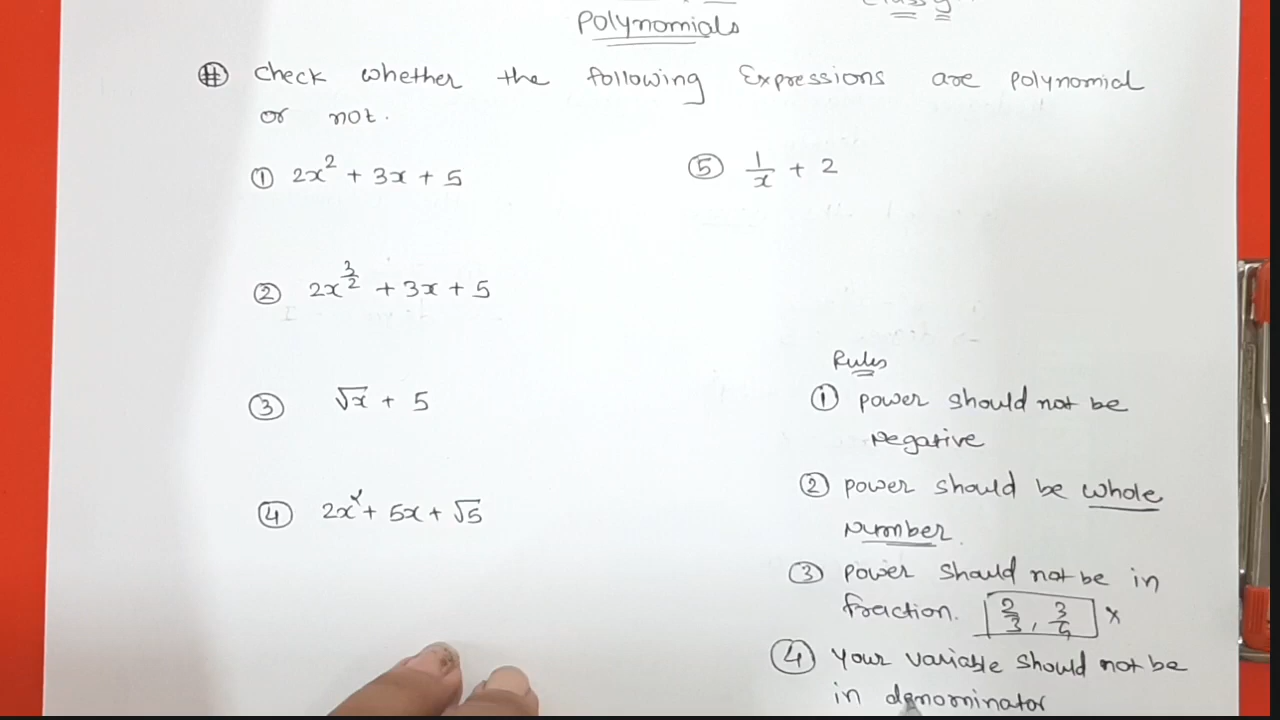 Polynomials
# Check whether the following Expressions are polynomial
or not.
① 2x² + 3x + 5
② 2x^(3/2) + 3x + 5
③ √x + 5
④ 2x² + 5x + √5
⑤ 1/x + 2
Rules
① power should not be
negative
② power should be whole
number.
③ power should not be in
fraction. 2/3, 3/4 ×
④ your variable should not be
in denominator